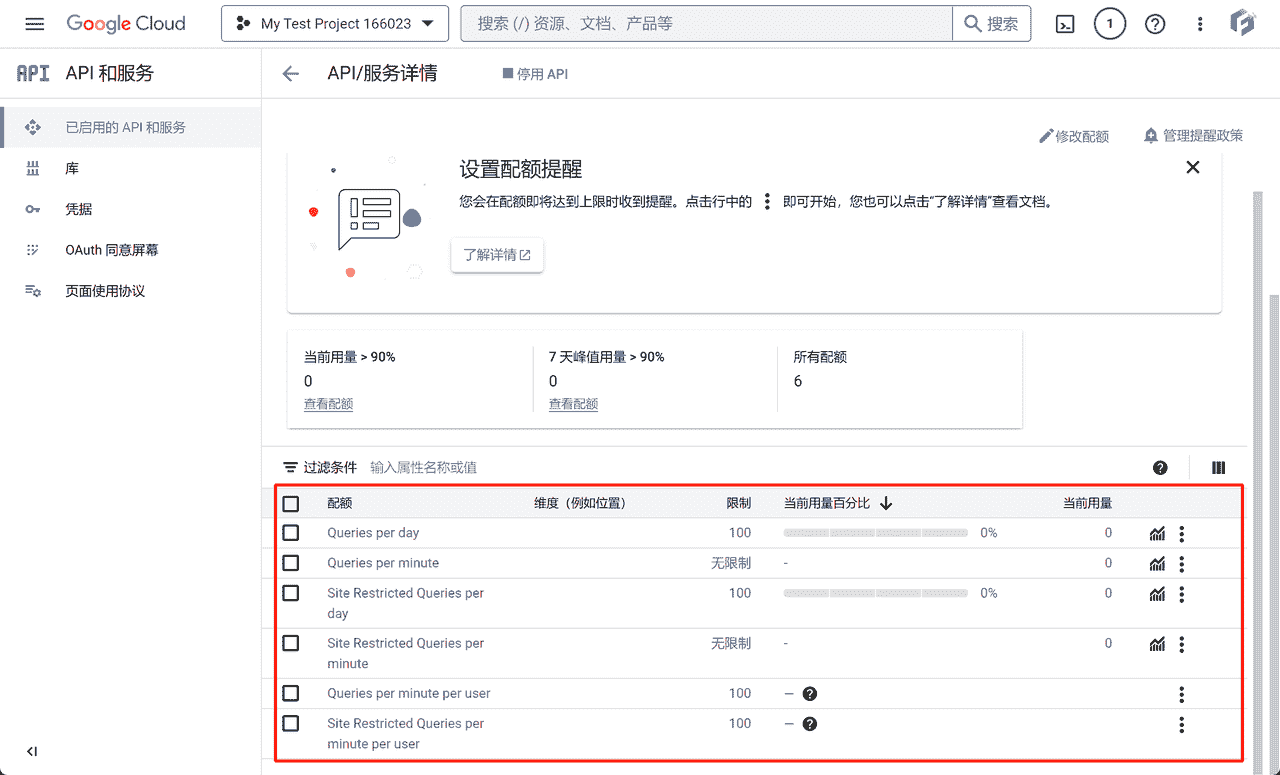 Google Cloud
My Test Project 166023
搜索 (/) 资源、文档、产品等
搜索
1
API
API 和服务
API/服务详情
停用 API
已启用的 API 和服务
库
凭据
OAuth 同意屏幕
页面使用协议
修改配额
管理提醒政策
设置配额提醒
您会在配额即将达到上限时收到提醒。点击行中的 ⋮ 即可开始，您也可以点击“了解详情”查看文档。
了解详情
当前用量 > 90%
0
查看配额
7 天峰值用量 > 90%
0
查看配额
所有配额
6
过滤条件 输入属性名称或值
配额 维度（例如位置） 限制 当前用量百分比 当前用量
Queries per day 100 0% 0
Queries per minute 无限制 - 0
Site Restricted Queries per 100 0% 0
day
Site Restricted Queries per 无限制 - 0
minute
Queries per minute per user 100 —
Site Restricted Queries per 100 —
minute per user